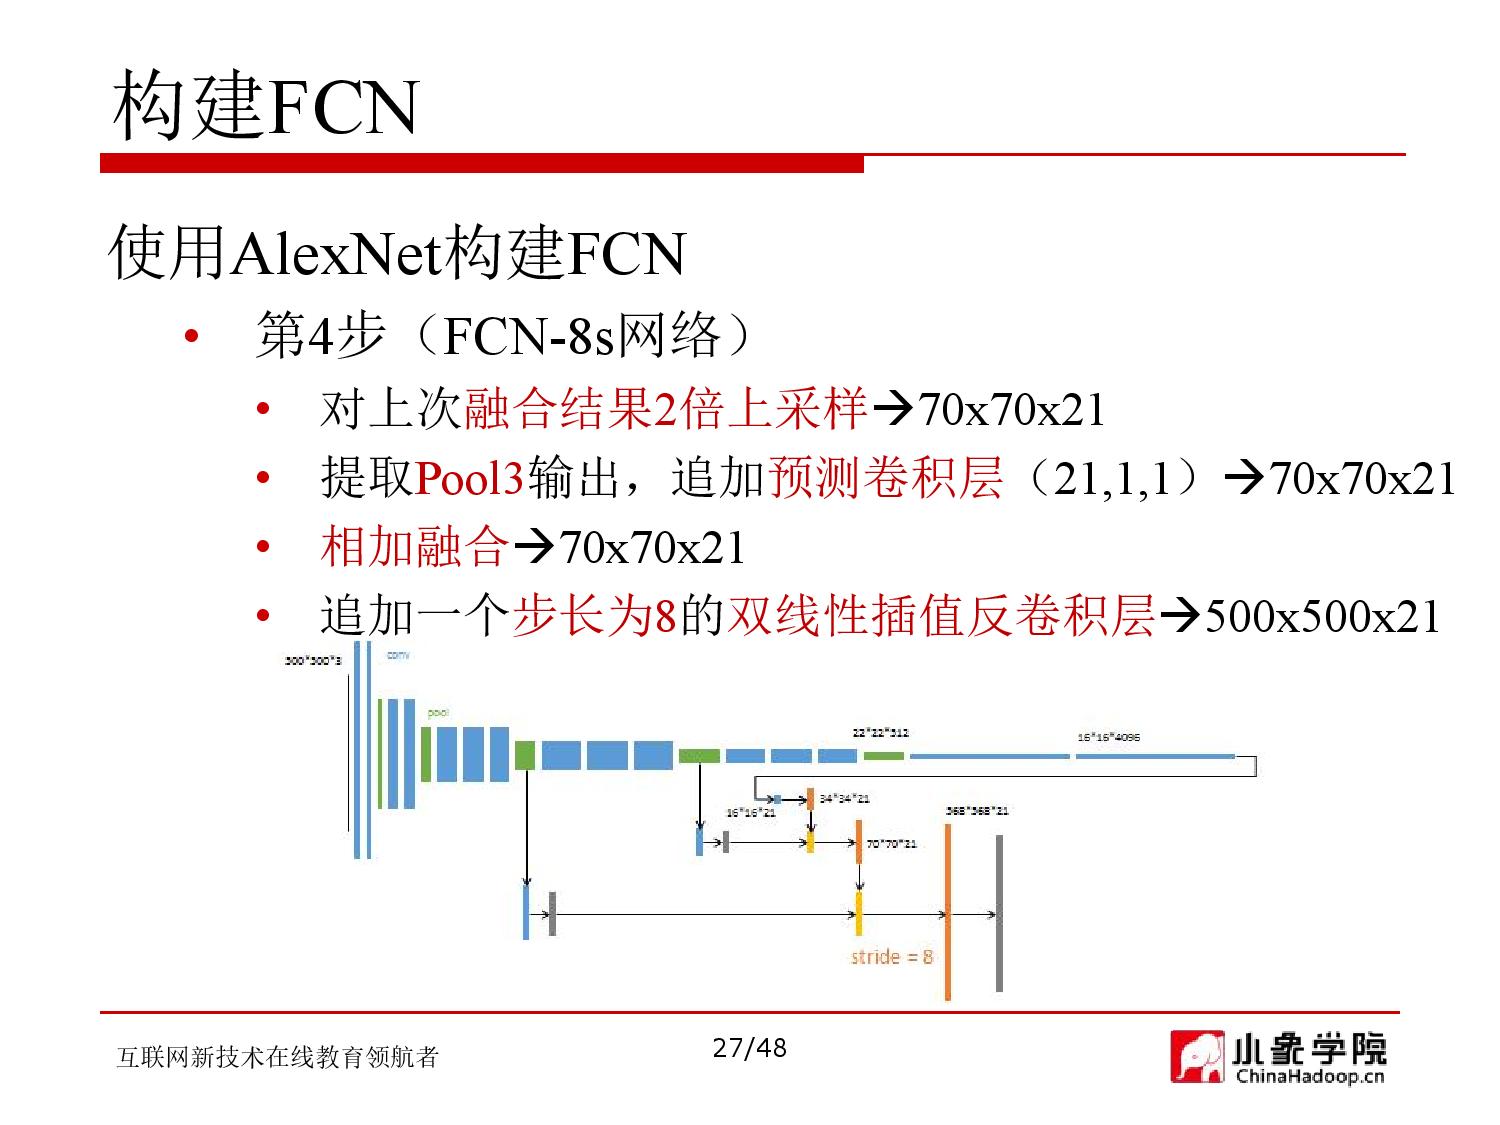 构建FCN
使用AlexNet构建FCN
• 第4步（FCN-8s网络）
• 对上次融合结果2倍上采样→70x70x21
• 提取Pool3输出，追加预测卷积层（21,1,1）→70x70x21
• 相加融合→70x70x21
• 追加一个步长为8的双线性插值反卷积层→500x500x21
500*500*3
conv
pool
22*22*512
16*16*4096
34*34*21
16*16*21
568*568*21
70*70*21
stride = 8
互联网新技术在线教育领航者
27/48
小象学院
ChinaHadoop.cn